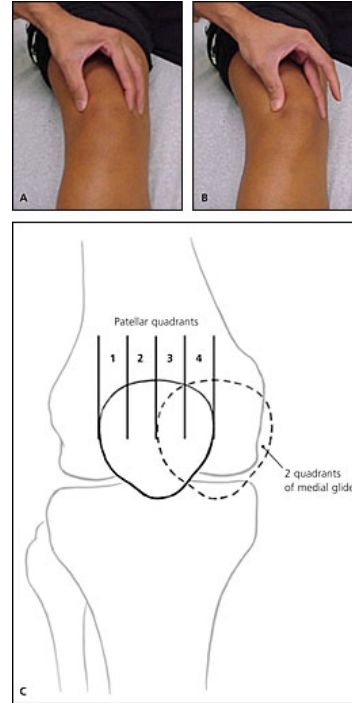 A
B
Patellar quadrants
1 2 3 4
2 quadrants
of medial glide
C